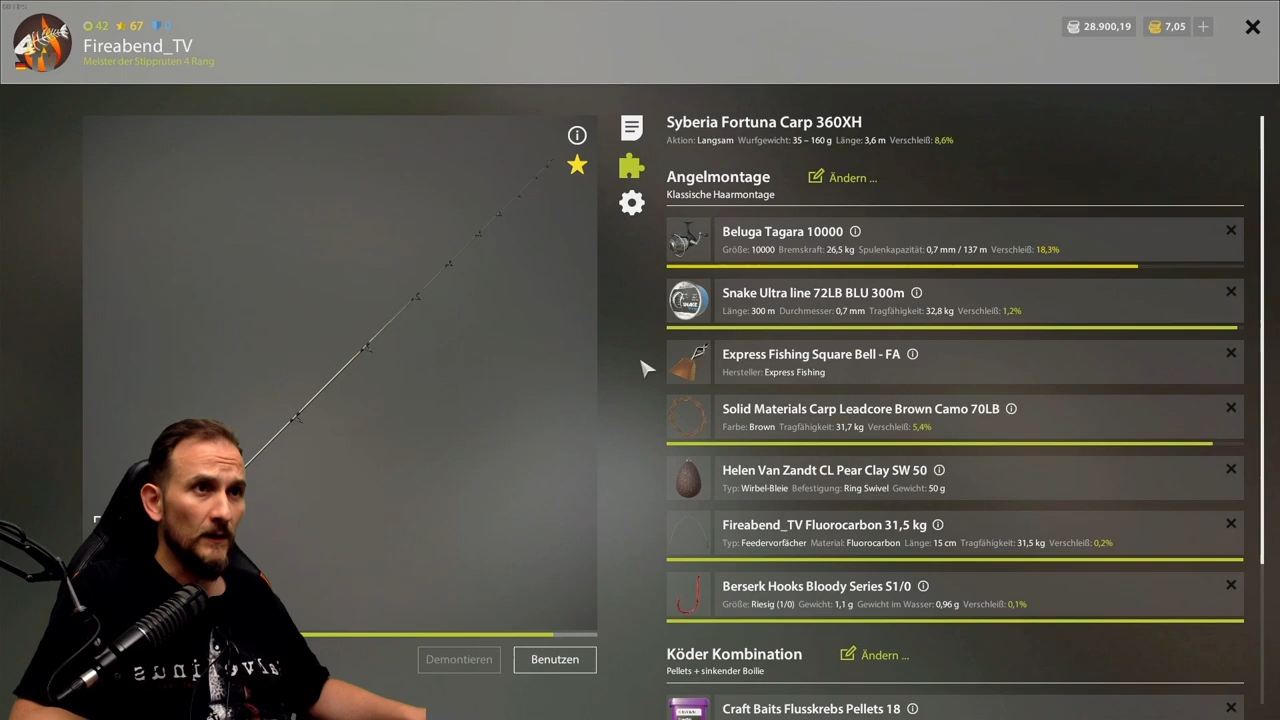 42 67 0
Fireabend_TV
Meister der Stippruten 4 Rang
28.900,19
7,05
Syberia Fortuna Carp 360XH
Aktion: Langsam Wurfgewicht: 35 – 160 g Länge: 3,6 m Verschleiß: 8,6%
Angelmontage
Ändern ...
Klassische Haarmontage
Beluga Tagara 10000
Größe: 10000 Bremskraft: 26,5 kg Spulenkapazität: 0,7 mm / 137 m Verschleiß: 18,3%
Snake Ultra line 72LB BLU 300m
Länge: 300 m Durchmesser: 0,7 mm Tragfähigkeit: 32,8 kg Verschleiß: 1,2%
Express Fishing Square Bell - FA
Hersteller: Express Fishing
Solid Materials Carp Leadcore Brown Camo 70LB
Farbe: Brown Tragfähigkeit: 31,7 kg Verschleiß: 5,4%
Helen Van Zandt CL Pear Clay SW 50
Typ: Wirbel-Bleie Befestigung: Ring Swivel Gewicht: 50 g
Fireabend_TV Fluorocarbon 31,5 kg
Typ: Feedervorfächer Material: Fluorocarbon Länge: 15 cm Tragfähigkeit: 31,5 kg Verschleiß: 0,2%
Berserk Hooks Bloody Series S1/0
Größe: Riesig (1/0) Gewicht: 1,1 g Gewicht im Wasser: 0,96 g Verschleiß: 0,1%
Demontieren
Benutzen
Köder Kombination
Ändern ...
Pellets + sinkender Boilie
Craft Baits Flusskrebs Pellets 18